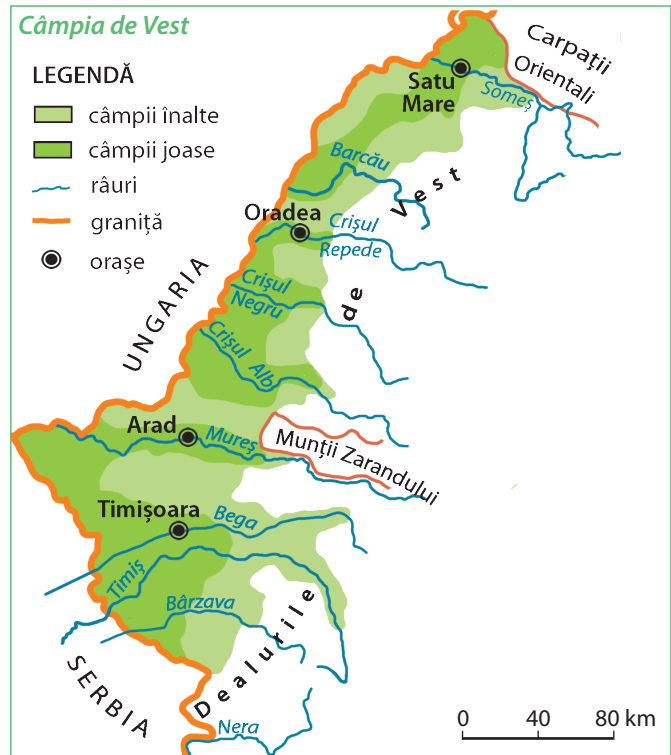 Câmpia de Vest
LEGENDĂ
câmpii înalte
câmpii joase
râuri
graniță
orașe
Carpații
Orientali
Satu
Mare
Someș
Barcău
Oradea
Crișul
Repede
UNGARIA
Crișul
Negru
Crișul Alb
Arad
Mureș
Munții Zarandului
Timișoara
Bega
Timiș
Bârzava
Dealurile de Vest
SERBIA
Nera
0 40 80 km